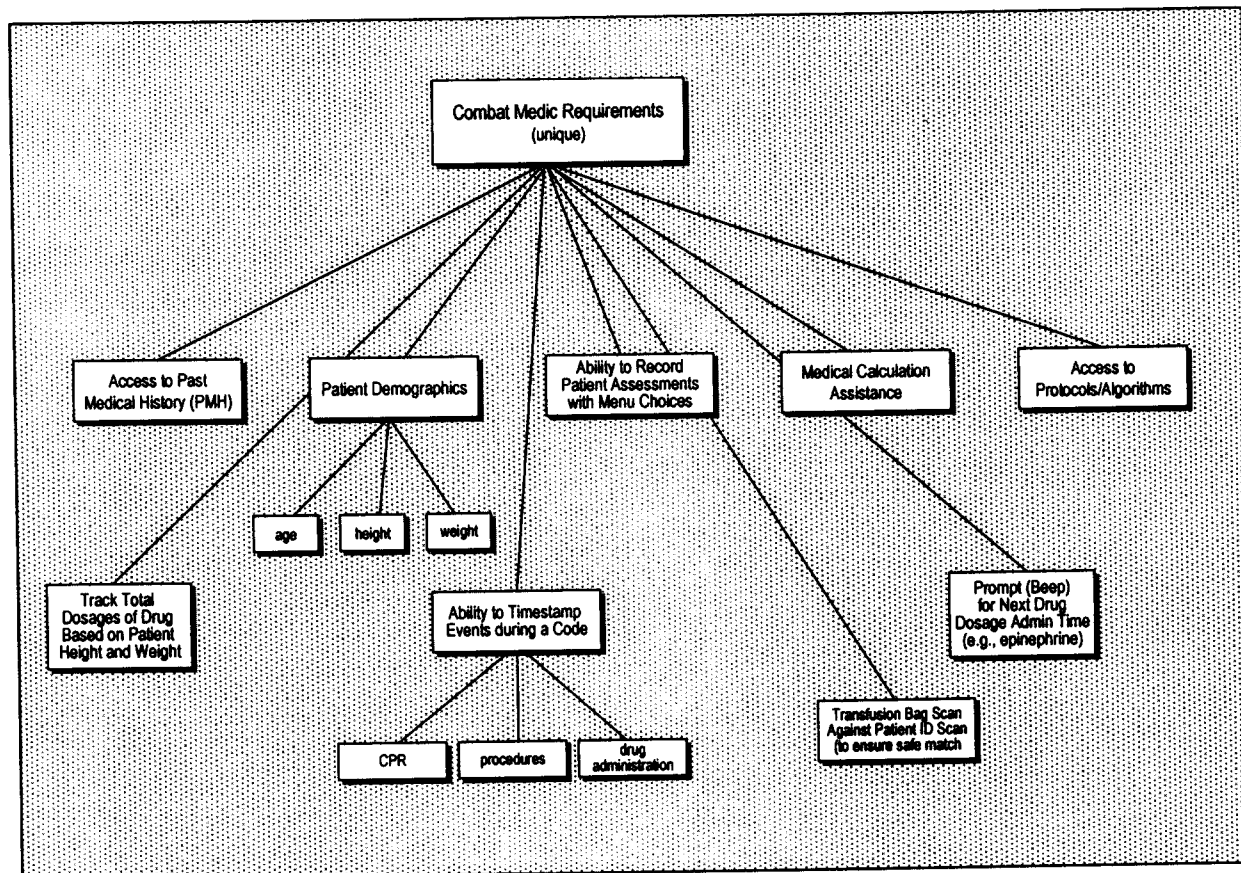 Combat Medic Requirements
(unique)
Access to Past
Medical History (PMH)
Patient Demographics
Ability to Record
Patient Assessments
with Menu Choices
Medical Calculation
Assistance
Access to
Protocols/Algorithms
age
height
weight
Track Total
Dosages of Drug
Based on Patient
Height and Weight
Ability to Timestamp
Events during a Code
Prompt (Beep)
for Next Drug
Dosage Admin Time
(e.g., epinephrine)
CPR
procedures
drug
administration
Transfusion Bag Scan
Against Patient ID Scan
(to ensure safe match